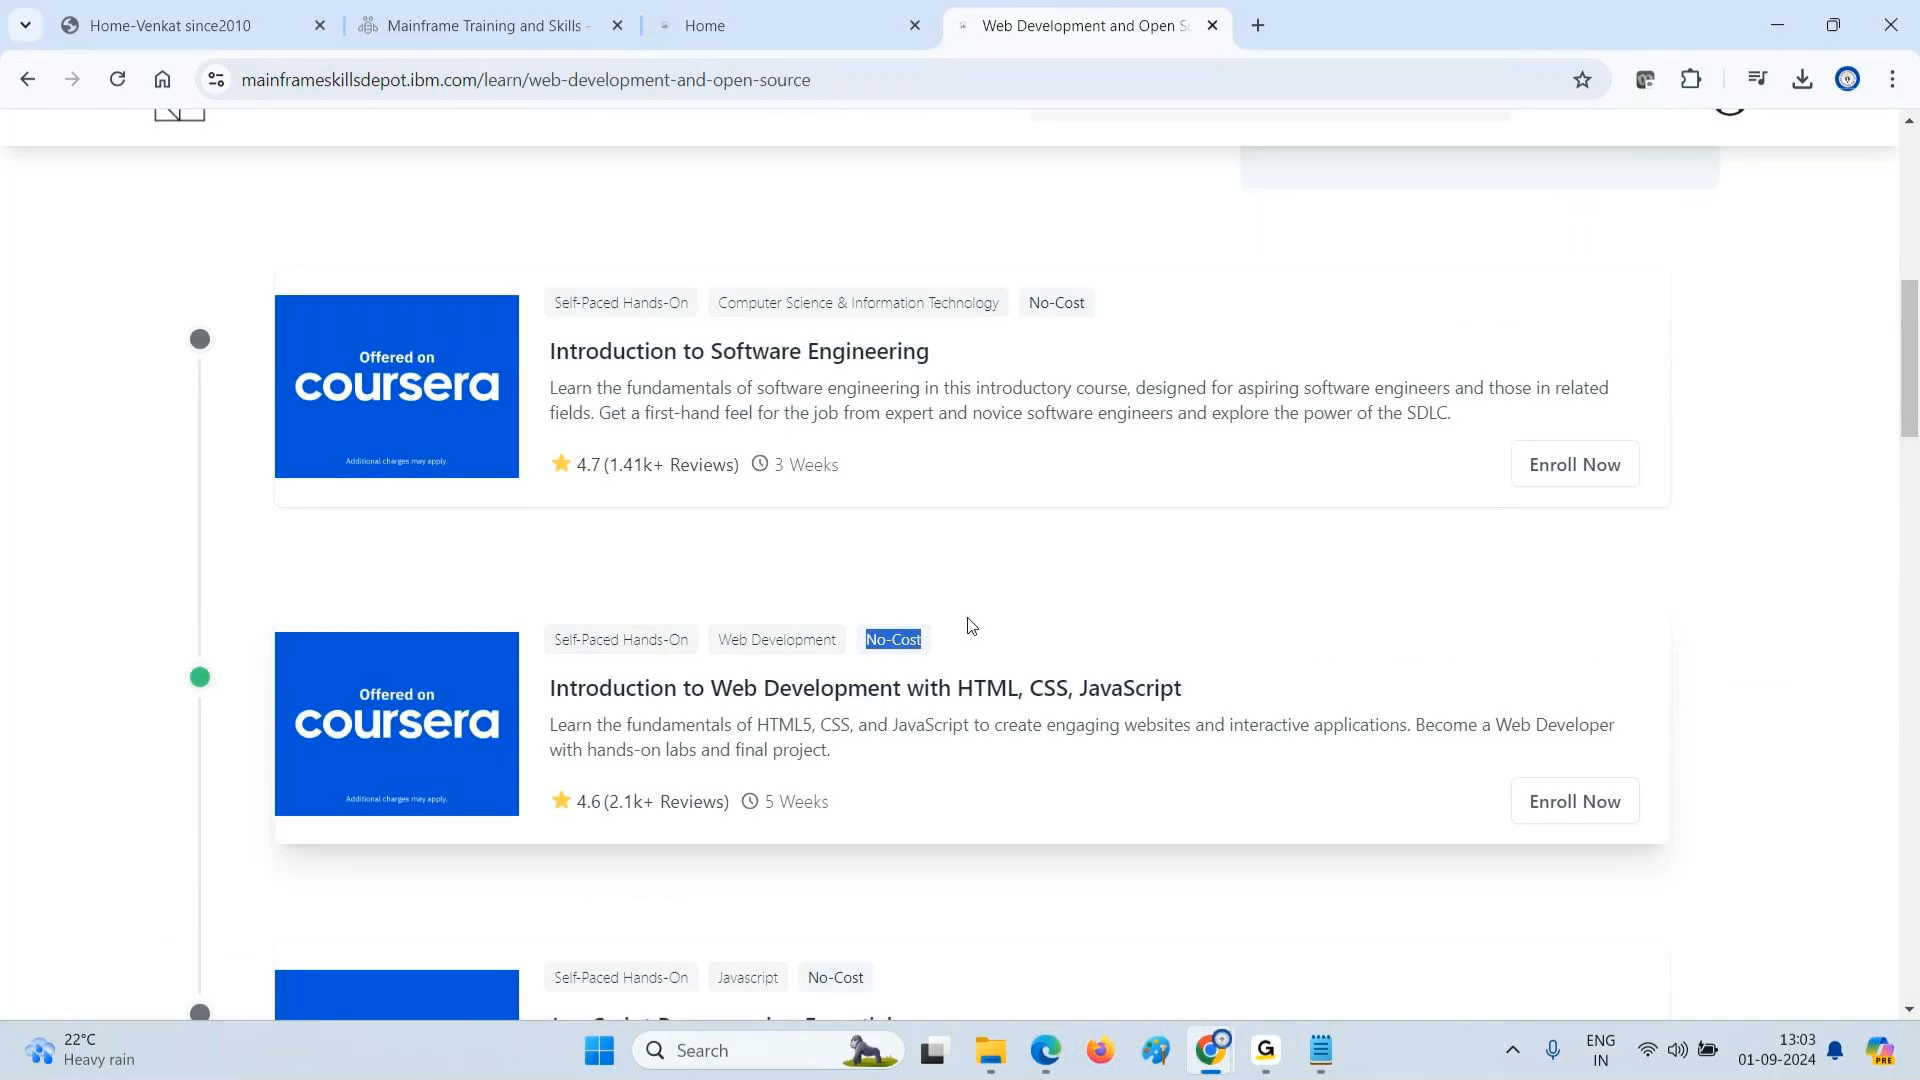 Home-Venkat since2010
Mainframe Training and Skills -
Home
Web Development and Open S
mainframeskillsdepot.ibm.com/learn/web-development-and-open-source
Self-Paced Hands-On Computer Science & Information Technology No-Cost
Offered on
coursera
Additional charges may apply.
Introduction to Software Engineering
Learn the fundamentals of software engineering in this introductory course, designed for aspiring software engineers and those in related
fields. Get a first-hand feel for the job from expert and novice software engineers and explore the power of the SDLC.
4.7 (1.41k+ Reviews) 3 Weeks
Enroll Now
Self-Paced Hands-On Web Development No-Cost
Offered on
coursera
Additional charges may apply.
Introduction to Web Development with HTML, CSS, JavaScript
Learn the fundamentals of HTML5, CSS, and JavaScript to create engaging websites and interactive applications. Become a Web Developer
with hands-on labs and final project.
4.6 (2.1k+ Reviews) 5 Weeks
Enroll Now
Self-Paced Hands-On Javascript No-Cost
22°C
Heavy rain
Search
ENG
IN
13:03
01-09-2024
PRE